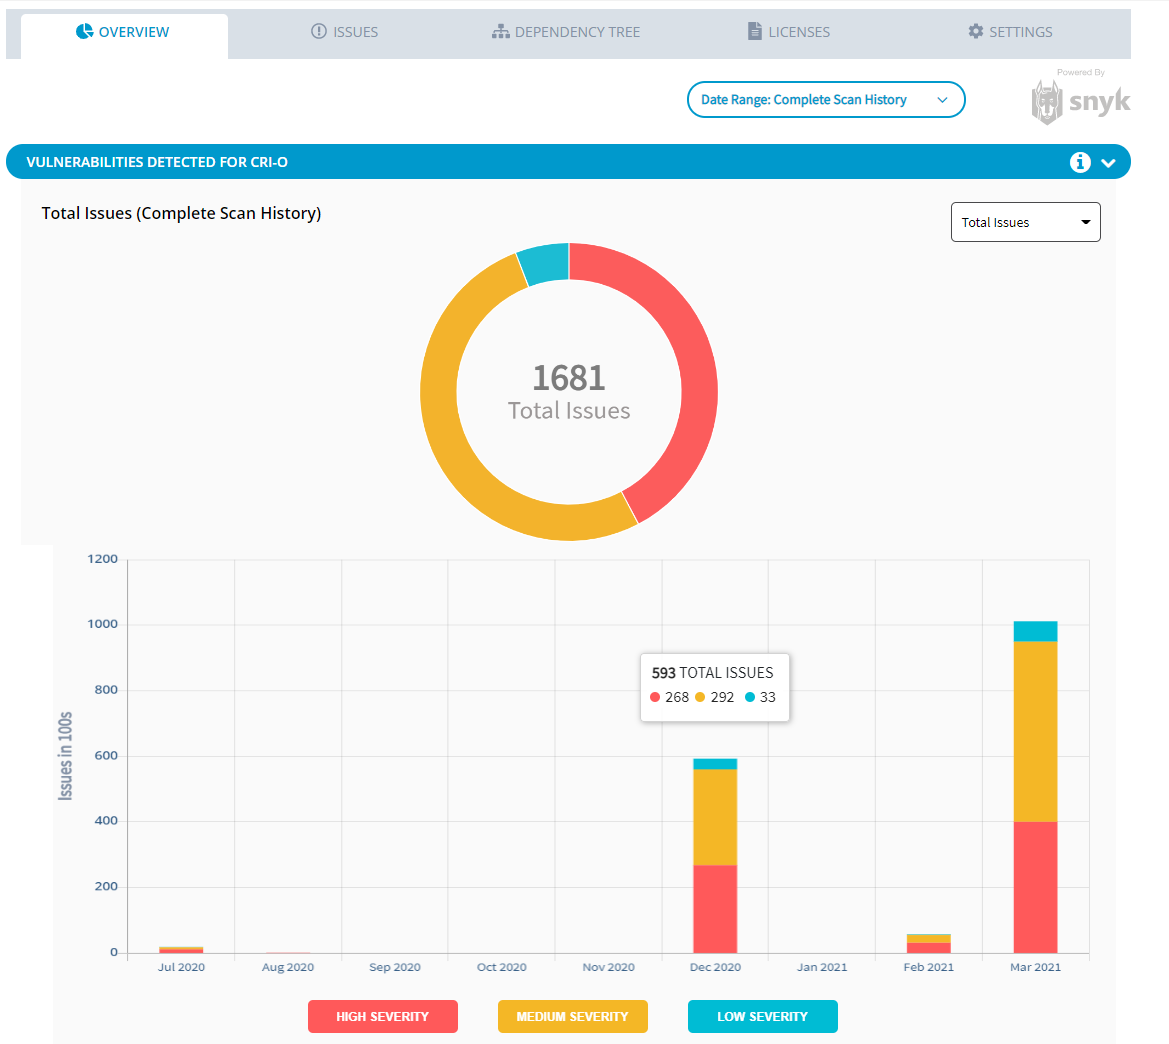 OVERVIEW ISSUES DEPENDENCY TREE LICENSES SETTINGS
Powered By
Date Range: Complete Scan History
snyk
VULNERABILITIES DETECTED FOR CRI-O
Total Issues (Complete Scan History)
Total Issues
1681
Total Issues
1200
1000
800
600
400
200
0
Issues in 100s
593 TOTAL ISSUES
268 292 33
Jul 2020 Aug 2020 Sep 2020 Oct 2020 Nov 2020 Dec 2020 Jan 2021 Feb 2021 Mar 2021
HIGH SEVERITY MEDIUM SEVERITY LOW SEVERITY